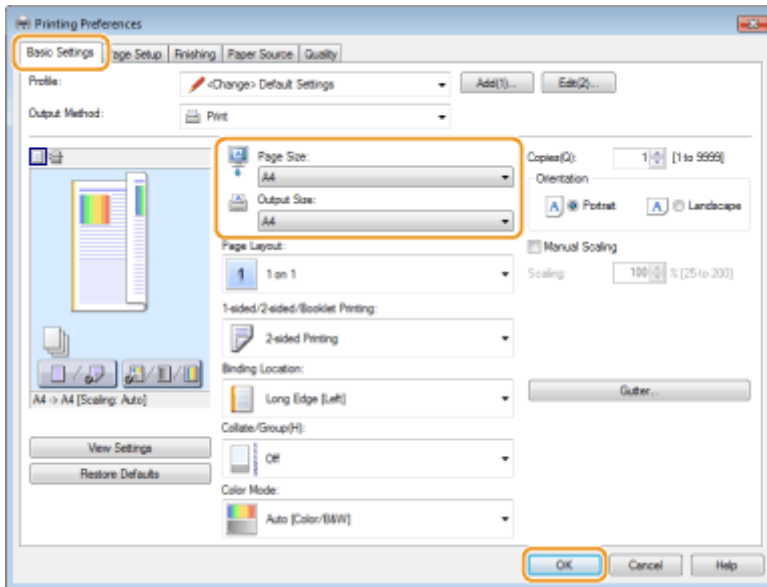 Printing Preferences
Basic Settings Page Setup Finishing Paper Source Quality
Profile: <Change> Default Settings Add(1)... Edit(2)...
Output Method: Print
Page Size: Copies(Q): 1 [1 to 9999]
A4 Orientation
Output Size: A Portrait A Landscape
A4
Page Layout: Manual Scaling
1 1 on 1 Scaling: 100 % [25 to 200]
1-sided/2-sided/Booklet Printing:
2-sided Printing
Binding Location:
Long Edge [Left] Gutter...
A4 -> A4 [Scaling: Auto]
Collate/Group(H):
View Settings Off
Restore Defaults
Color Mode:
Auto [Color/B&W]
OK Cancel Help